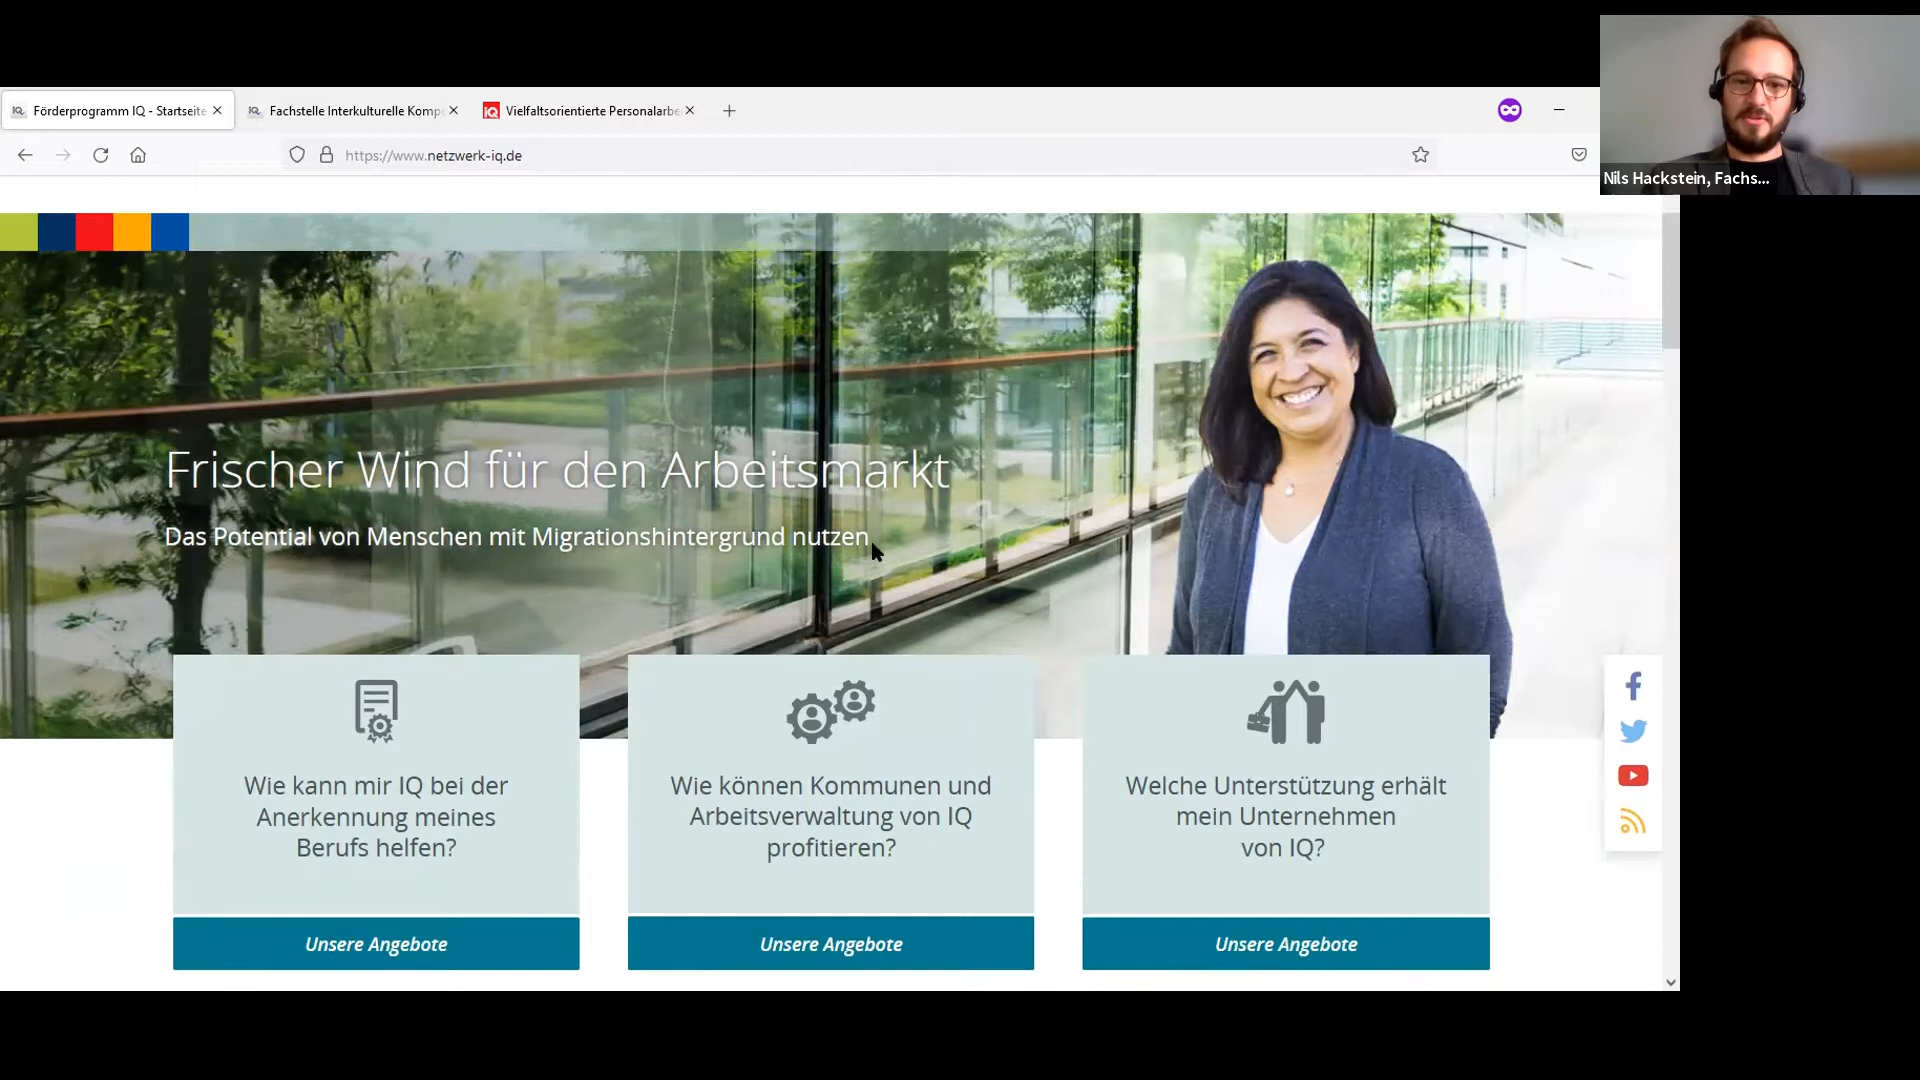 Förderprogramm IQ - Startseite
Fachstelle Interkulturelle Komp
Vielfaltsorientierte Personalarbe
https://www.netzwerk-iq.de
Nils Hackstein, Fachs...
Frischer Wind für den Arbeitsmarkt
Das Potential von Menschen mit Migrationshintergrund nutzen
Wie kann mir IQ bei der
Anerkennung meines
Berufs helfen?
Unsere Angebote
Wie können Kommunen und
Arbeitsverwaltung von IQ
profitieren?
Unsere Angebote
Welche Unterstützung erhält
mein Unternehmen
von IQ?
Unsere Angebote